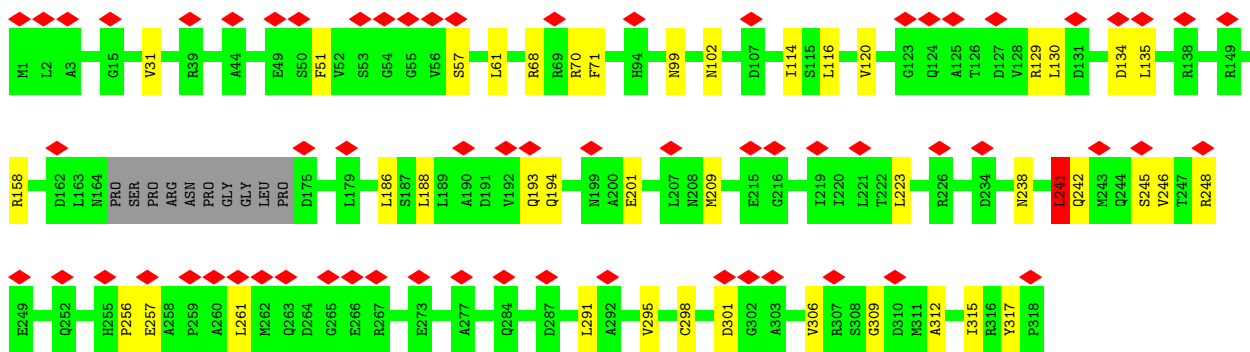 M1 L2 A3 G15 V31 R39 A44 E49 S50 F51 V52 S53 G54 G55 V56 S57 L61 R68 R69 R70 F71 H94 N99 N102 D107 I114 S115 L116 V120 G123 Q124 A125 T126 D127 V128 R129 L130 D131 D134 L135 R138 R149
R158 D162 L163 N164 PRO SER PRO ARG ASN PRO GLY GLY LEU PRO D175 L179 L186 S187 L188 L189 A190 D191 V192 Q193 Q194 N199 A200 E201 L207 N208 M209 E215 G216 I219 I220 L221 T222 L223 R226 D234 N238 L241 Q242 M243 Q244 S245 V246 T247 R248
E249 Q252 H255 P256 E257 A258 P259 A260 L261 M262 Q263 D264 G265 E266 R267 E273 A277 Q284 D287 L291 A292 V295 C298 D301 G302 A303 V306 R307 S308 G309 D310 M311 A312 I315 R316 Y317 P318